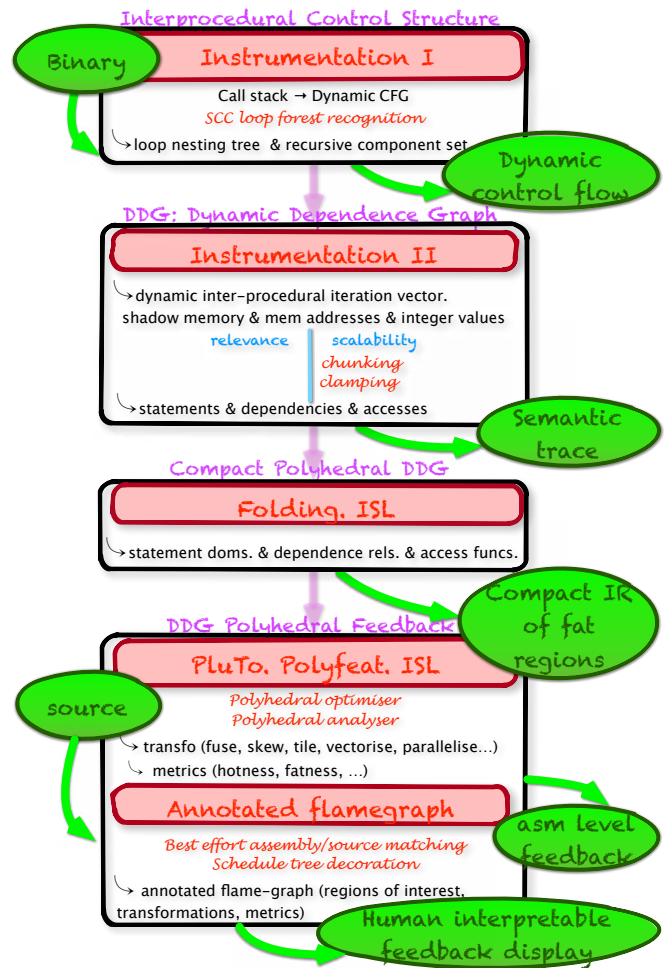 Interprocedural Control Structure
Binary
Instrumentation I
Call stack → Dynamic CFG
SCC loop forest recognition
loop nesting tree & recursive component set
Dynamic
control flow
DDG: Dynamic Dependence Graph
Instrumentation II
dynamic inter-procedural iteration vector.
shadow memory & mem addresses & integer values
relevance scalability
chunking
clamping
statements & dependencies & accesses
Semantic
trace
Compact Polyhedral DDG
Folding. ISL
statement doms. & dependence rels. & access funcs.
Compact IR
of fat
regions
DDG Polyhedral Feedback
PluTo. Polyfeat. ISL
source
Polyhedral optimiser
Polyhedral analyser
transfo (fuse, skew, tile, vectorise, parallelise...)
metrics (hotness, fatness, ...)
Annotated flamegraph
asm level
feedback
Best effort assembly/source matching
Schedule tree decoration
annotated flame-graph (regions of interest,
transformations, metrics)
Human interpretable
feedback display